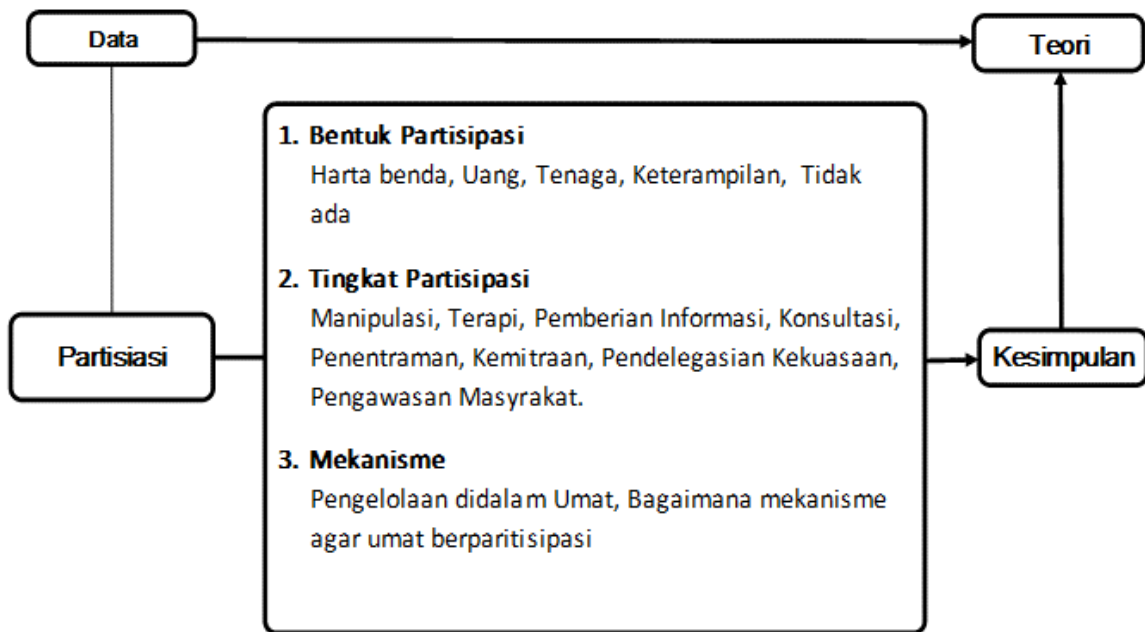 Data
Teori
1. Bentuk Partisipasi
Harta benda, Uang, Tenaga, Keterampilan, Tidak
ada
2. Tingkat Partisipasi
Manipulasi, Terapi, Pemberian Informasi, Konsultasi,
Penentraman, Kemitraan, Pendelegasian Kekuasaan,
Pengawasan Masyrakat.
Partisiasi
Kesimpulan
3. Mekanisme
Pengelolaan didalam Umat, Bagaimana mekanisme
agar umat berparitisipasi